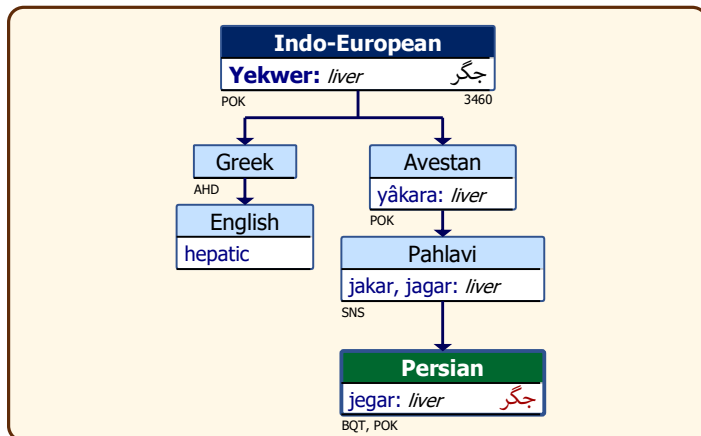 Indo-European
Yekwer: liver جگر
POK 3460
Greek Avestan
AHD yâkara: liver
English POK
hepatic Pahlavi
jakar, jagar: liver
SNS
Persian
jegar: liver جگر
BQT, POK